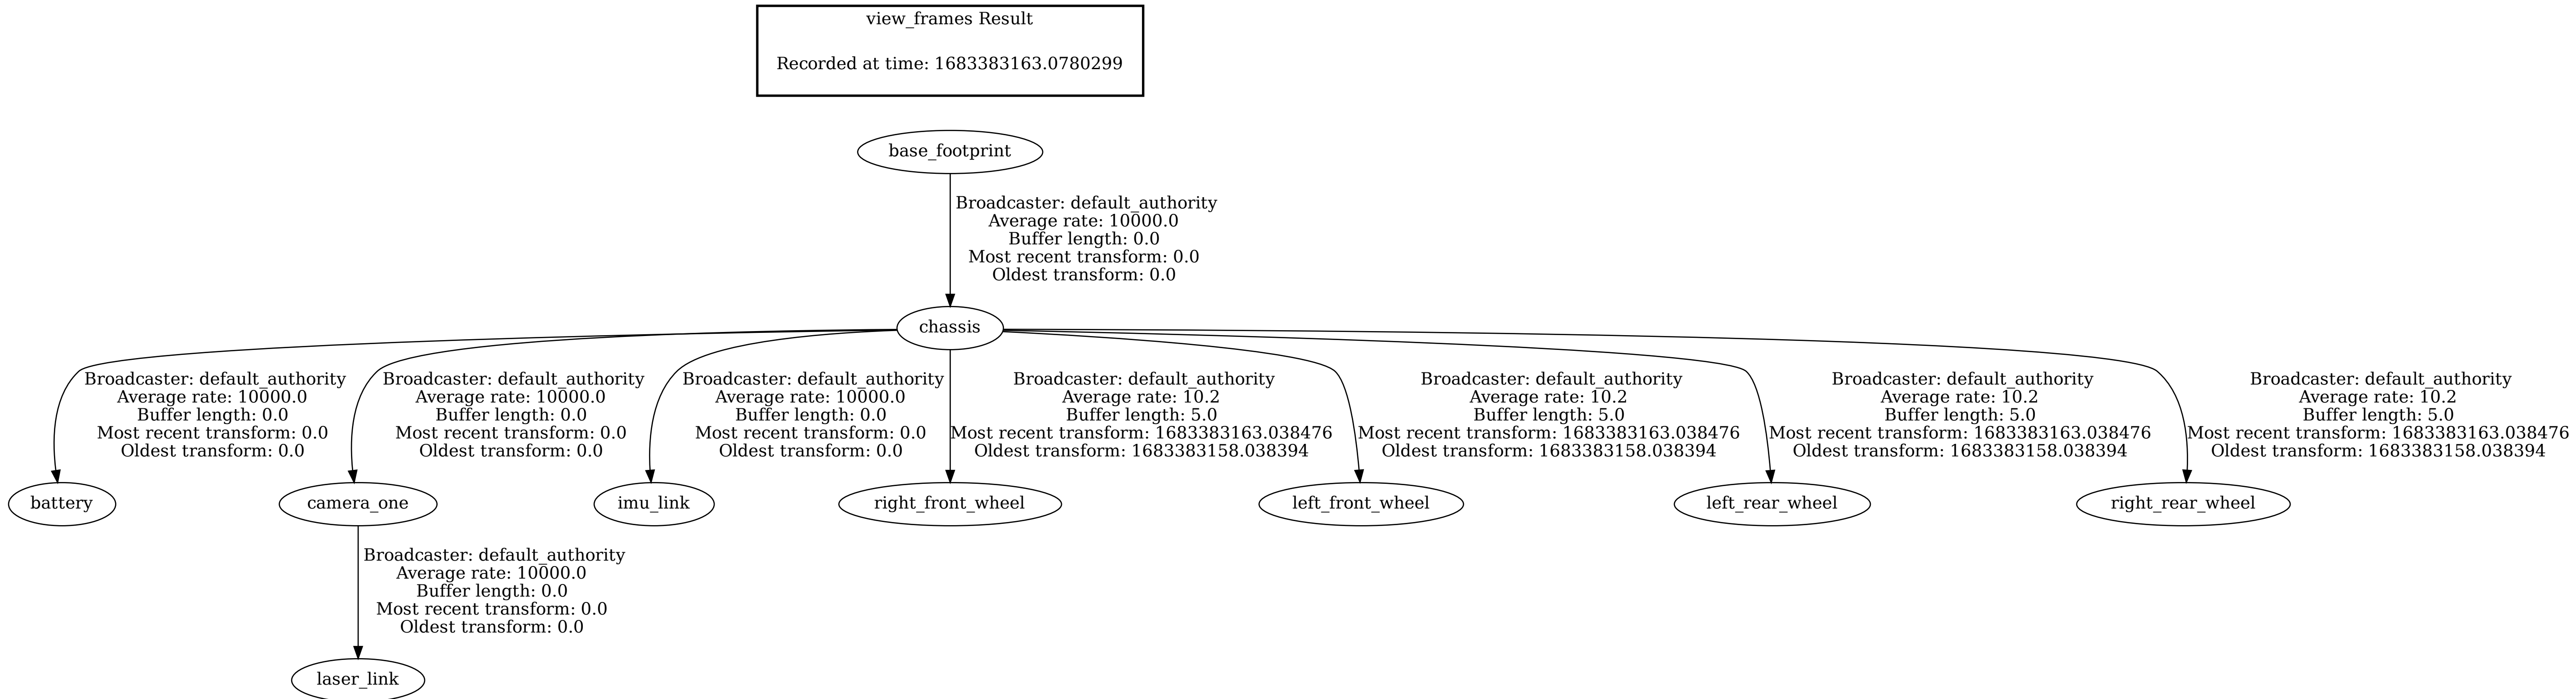 view_frames Result
Recorded at time: 1683383163.0780299
base_footprint
Broadcaster: default_authority
Average rate: 10000.0
Buffer length: 0.0
Most recent transform: 0.0
Oldest transform: 0.0
chassis
Broadcaster: default_authority
Average rate: 10000.0
Buffer length: 0.0
Most recent transform: 0.0
Oldest transform: 0.0
Broadcaster: default_authority
Average rate: 10000.0
Buffer length: 0.0
Most recent transform: 0.0
Oldest transform: 0.0
Broadcaster: default_authority
Average rate: 10000.0
Buffer length: 0.0
Most recent transform: 0.0
Oldest transform: 0.0
Broadcaster: default_authority
Average rate: 10.2
Buffer length: 5.0
Most recent transform: 1683383163.038476
Oldest transform: 1683383158.038394
Broadcaster: default_authority
Average rate: 10.2
Buffer length: 5.0
Most recent transform: 1683383163.038476
Oldest transform: 1683383158.038394
Broadcaster: default_authority
Average rate: 10.2
Buffer length: 5.0
Most recent transform: 1683383163.038476
Oldest transform: 1683383158.038394
Broadcaster: default_authority
Average rate: 10.2
Buffer length: 5.0
Most recent transform: 1683383163.038476
Oldest transform: 1683383158.038394
battery
camera_one
imu_link
right_front_wheel
left_front_wheel
left_rear_wheel
right_rear_wheel
Broadcaster: default_authority
Average rate: 10000.0
Buffer length: 0.0
Most recent transform: 0.0
Oldest transform: 0.0
laser_link